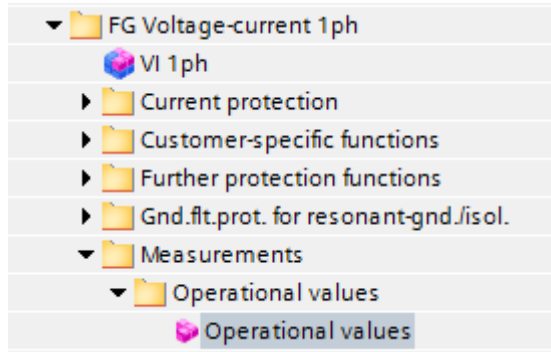 FG Voltage-current 1ph
VI 1ph
Current protection
Customer-specific functions
Further protection functions
Gnd.flt.prot. for resonant-gnd./isol.
Measurements
Operational values
Operational values